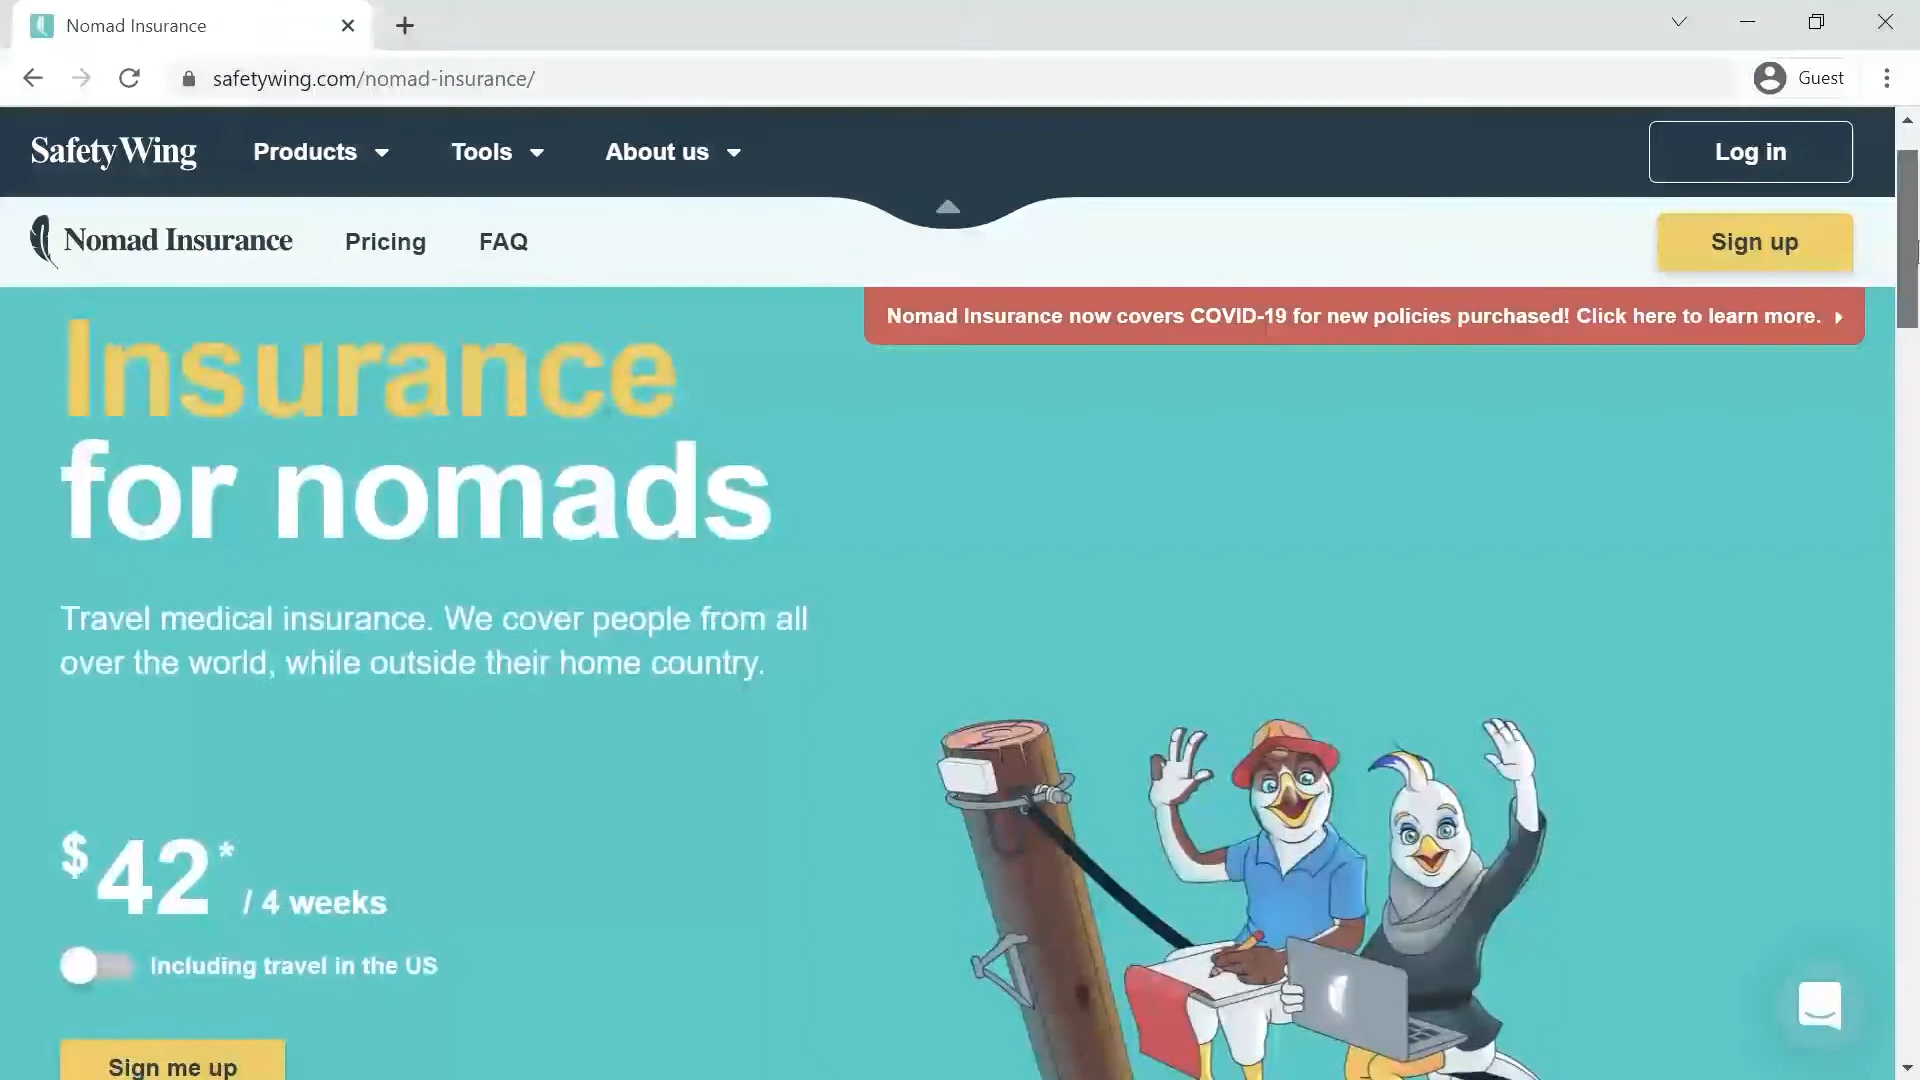 Nomad Insurance
safetywing.com/nomad-insurance/
Guest
SafetyWing
Products
Tools
About us
Log in
Nomad Insurance
Pricing
FAQ
Sign up
Nomad Insurance now covers COVID-19 for new policies purchased! Click here to learn more.
Insurance
for nomads
Travel medical insurance. We cover people from all
over the world, while outside their home country.
$42* / 4 weeks
Including travel in the US
Sign me up